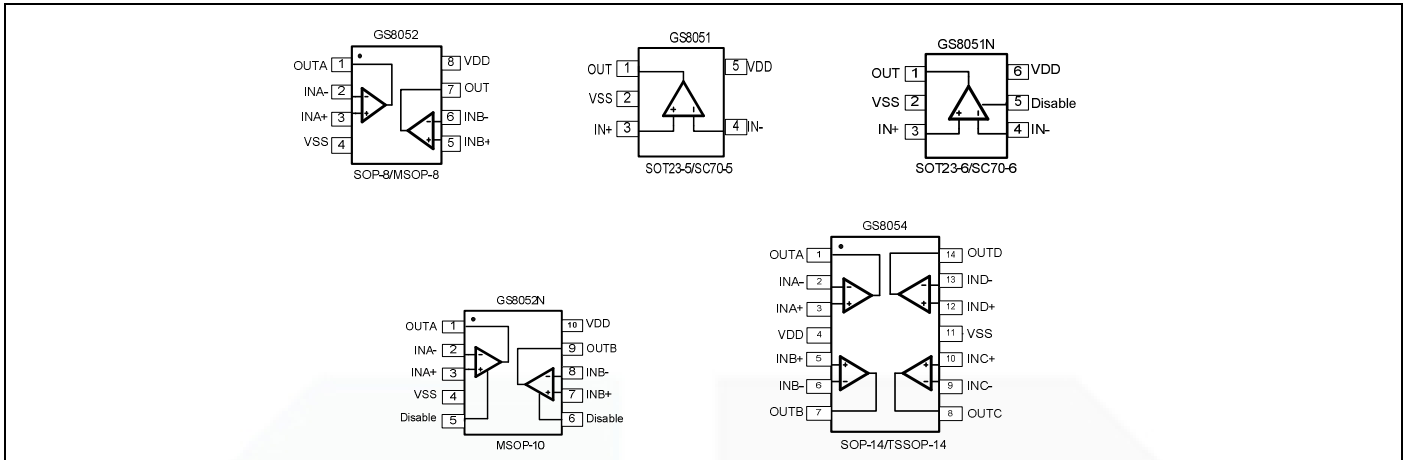 GS8052
OUTA 1
8 VDD
INA- 2
7 OUT
INA+ 3
6 INB-
VSS 4
5 INB+
SOP-8/MSOP-8
GS8051
OUT 1
5 VDD
VSS 2
IN+ 3
4 IN-
SOT23-5/SC70-5
GS8051N
OUT 1
6 VDD
VSS 2
5 Disable
IN+ 3
4 IN-
SOT23-6/SC70-6
GS8052N
OUTA 1
10 VDD
INA- 2
9 OUTB
INA+ 3
8 INB-
VSS 4
7 INB+
Disable 5
6 Disable
MSOP-10
GS8054
OUTA 1
14 OUTD
INA- 2
13 IND-
INA+ 3
12 IND+
VDD 4
11 VSS
INB+ 5
10 INC+
INB- 6
9 INC-
OUTB 7
8 OUTC
SOP-14/TSSOP-14